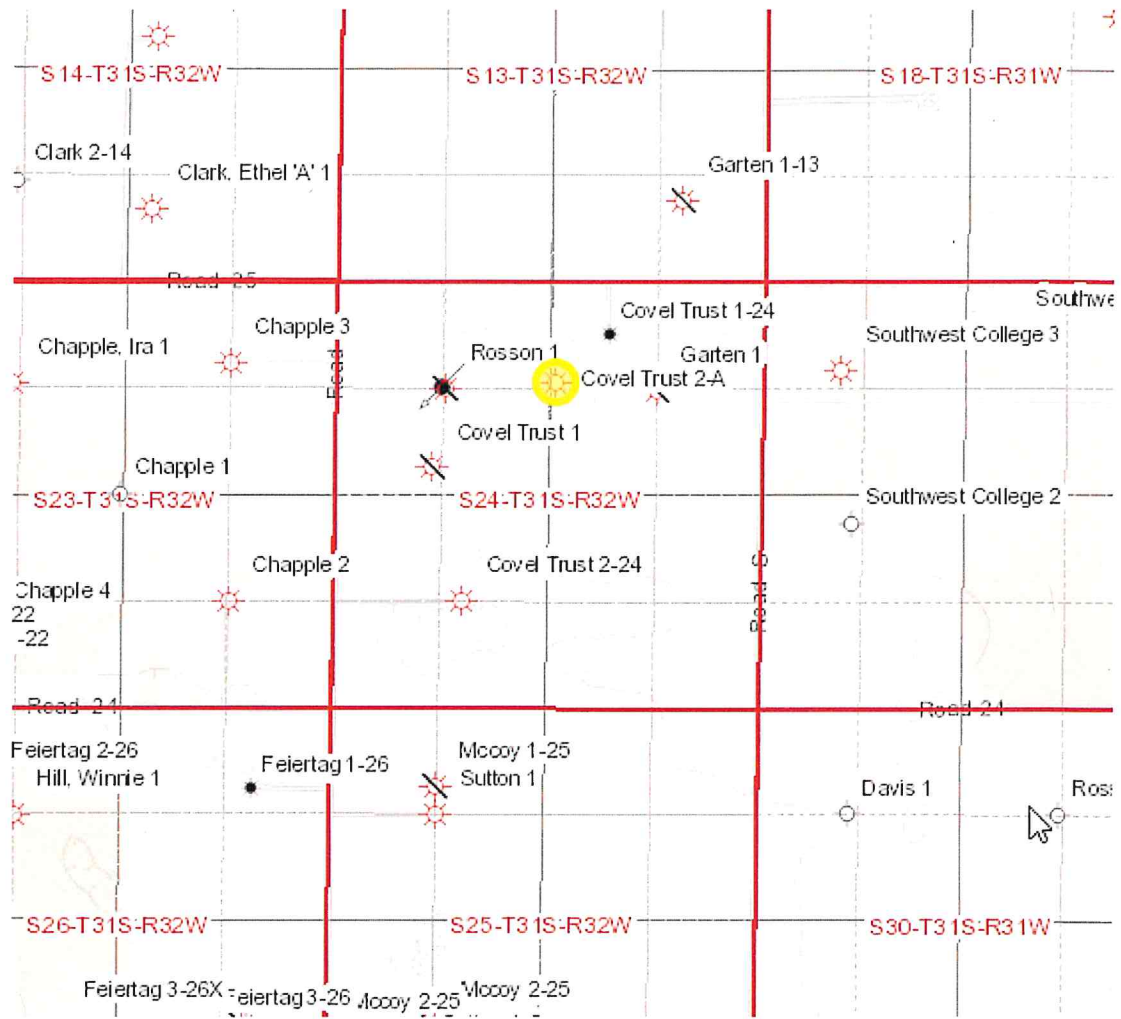 S14-T31S-R32W
S13-T31S-R32W
S18-T31S-R31W
Clark 2-14
Clark, Ethel 'A' 1
Garten 1-13
Road 25
Southwe
Covel Trust 1-24
Chapple 3
Southwest College 3
Chapple, Ira 1
Rosson 1
Garten 1
Road
Covel Trust 2-A
Covel Trust 1
Chapple 1
S23-T31S-R32W
S24-T31S-R32W
Southwest College 2
Chapple 2
Covel Trust 2-24
Chapple 4
22
-22
Road
Road 24
Road 24
Feiertag 2-26
Mccoy 1-25
Feiertag 1-26
Hill, Winnie 1
Sutton 1
Davis 1
Ross
S26-T31S-R32W
S25-T31S-R32W
S30-T31S-R31W
Feiertag 3-26X
Feiertag 3-26
Mccoy 2-25
Mccoy 2-25